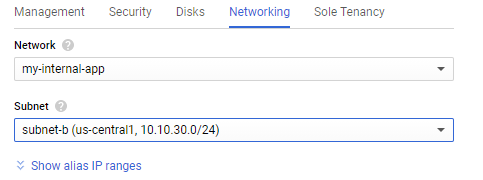 Management Security Disks Networking Sole Tenancy
Network
my-internal-app
Subnet
subnet-b (us-central1, 10.10.30.0/24)
Show alias IP ranges